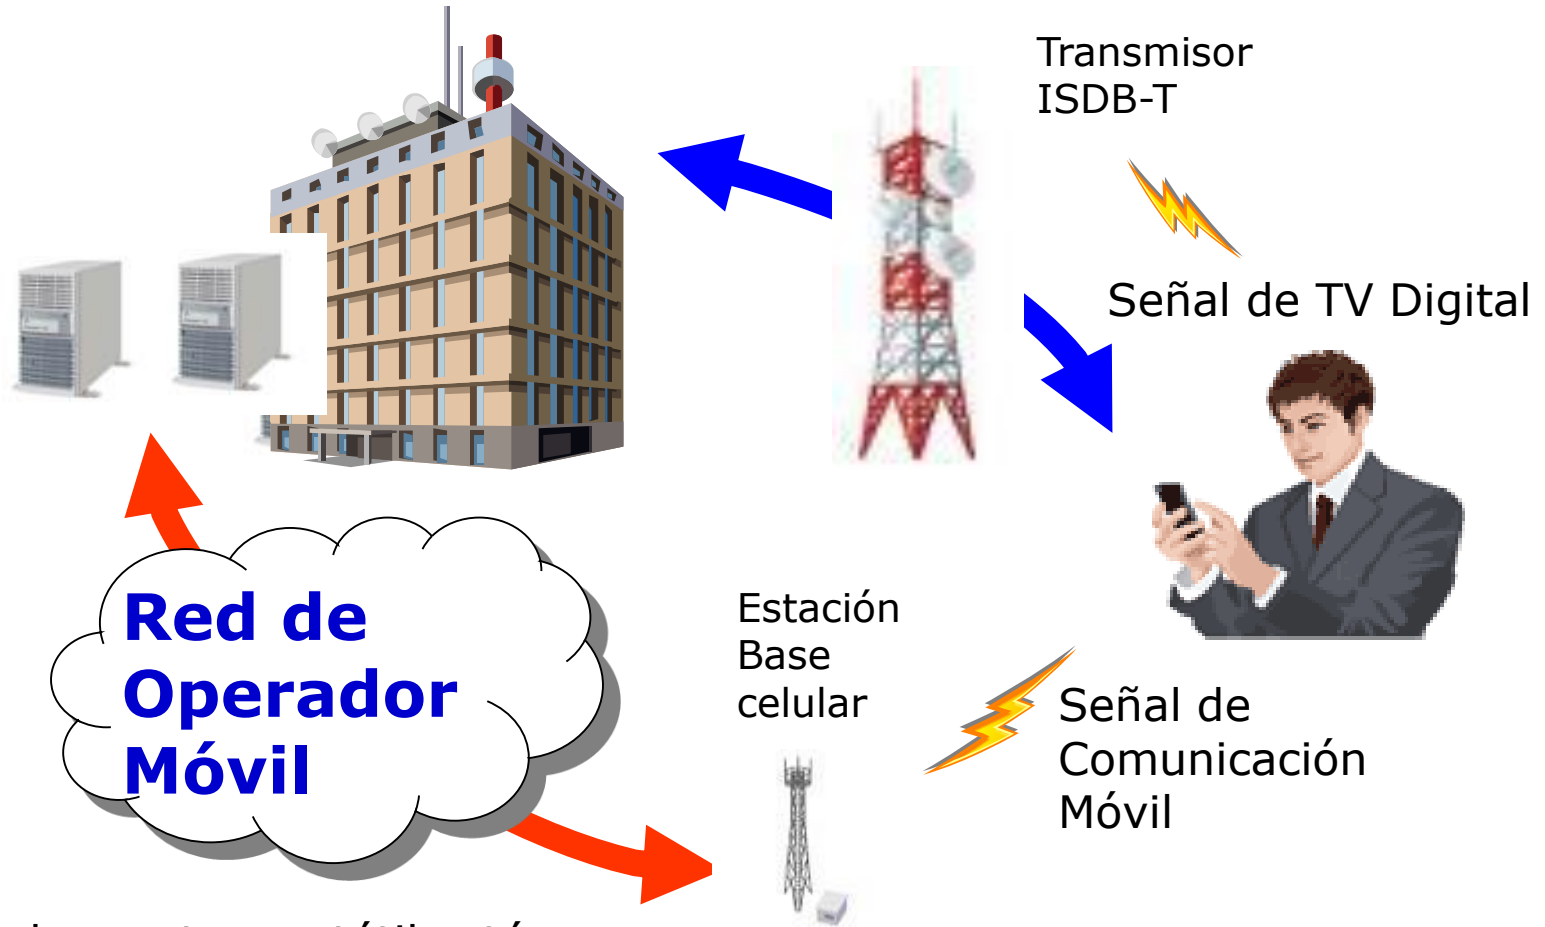 Transmisor
ISDB-T
Señal de TV Digital
Red de
Operador
Móvil
Estación
Base
celular
Señal de
Comunicación
Móvil